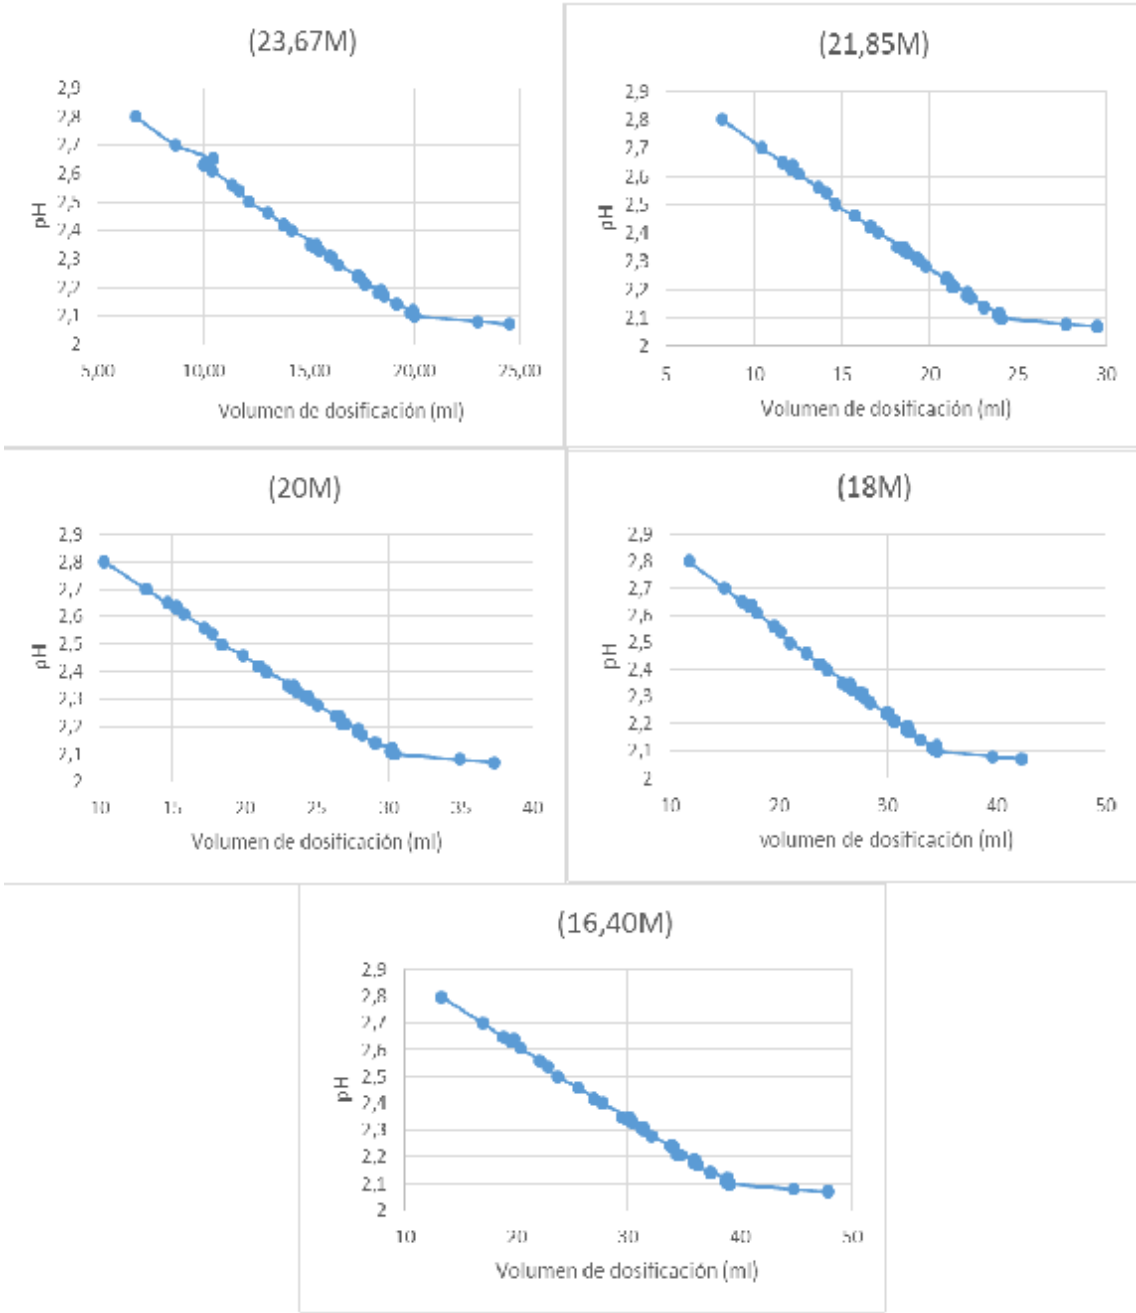 (23,67M)
2,9
2,8
2,7
2,6
2,5
2,4
2,3
2,2
2,1
2
pH
5,00 10,00 15,00 20,00 25,00
Volumen de dosificación (ml)
(21,85M)
2,9
2,8
2,7
2,6
2,5
2,4
2,3
2,2
2,1
2
pH
5 10 15 20 25 30
Volumen de dosificación (ml)
(20M)
2,9
2,8
2,7
2,6
2,5
2,4
2,3
2,2
2,1
2
pH
10 15 20 25 30 35 40
Volumen de dosificación (ml)
(18M)
2,9
2,8
2,7
2,6
2,5
2,4
2,3
2,2
2,1
2
pH
10 20 30 40 50
volumen de dosificación (ml)
(16,40M)
2,9
2,8
2,7
2,6
2,5
2,4
2,3
2,2
2,1
2
pH
10 20 30 40 50
Volumen de dosificación (ml)